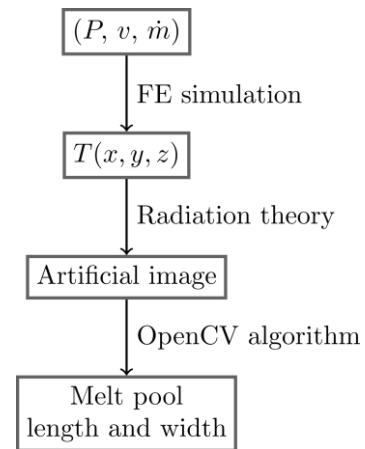 (P, v, ṁ)
FE simulation
T(x, y, z)
Radiation theory
Artificial image
OpenCV algorithm
Melt pool
length and width